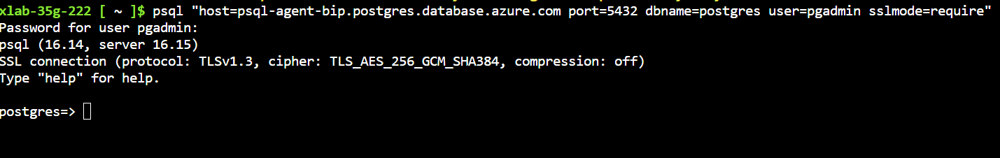 xlab-35g-222 [ ~ ]$ psql "host=psql-agent-bip.postgres.database.azure.com port=5432 dbname=postgres user=pgadmin sslmode=require"
Password for user pgadmin:
psql (16.14, server 16.15)
SSL connection (protocol: TLSv1.3, cipher: TLS_AES_256_GCM_SHA384, compression: off)
Type "help" for help.
postgres=>